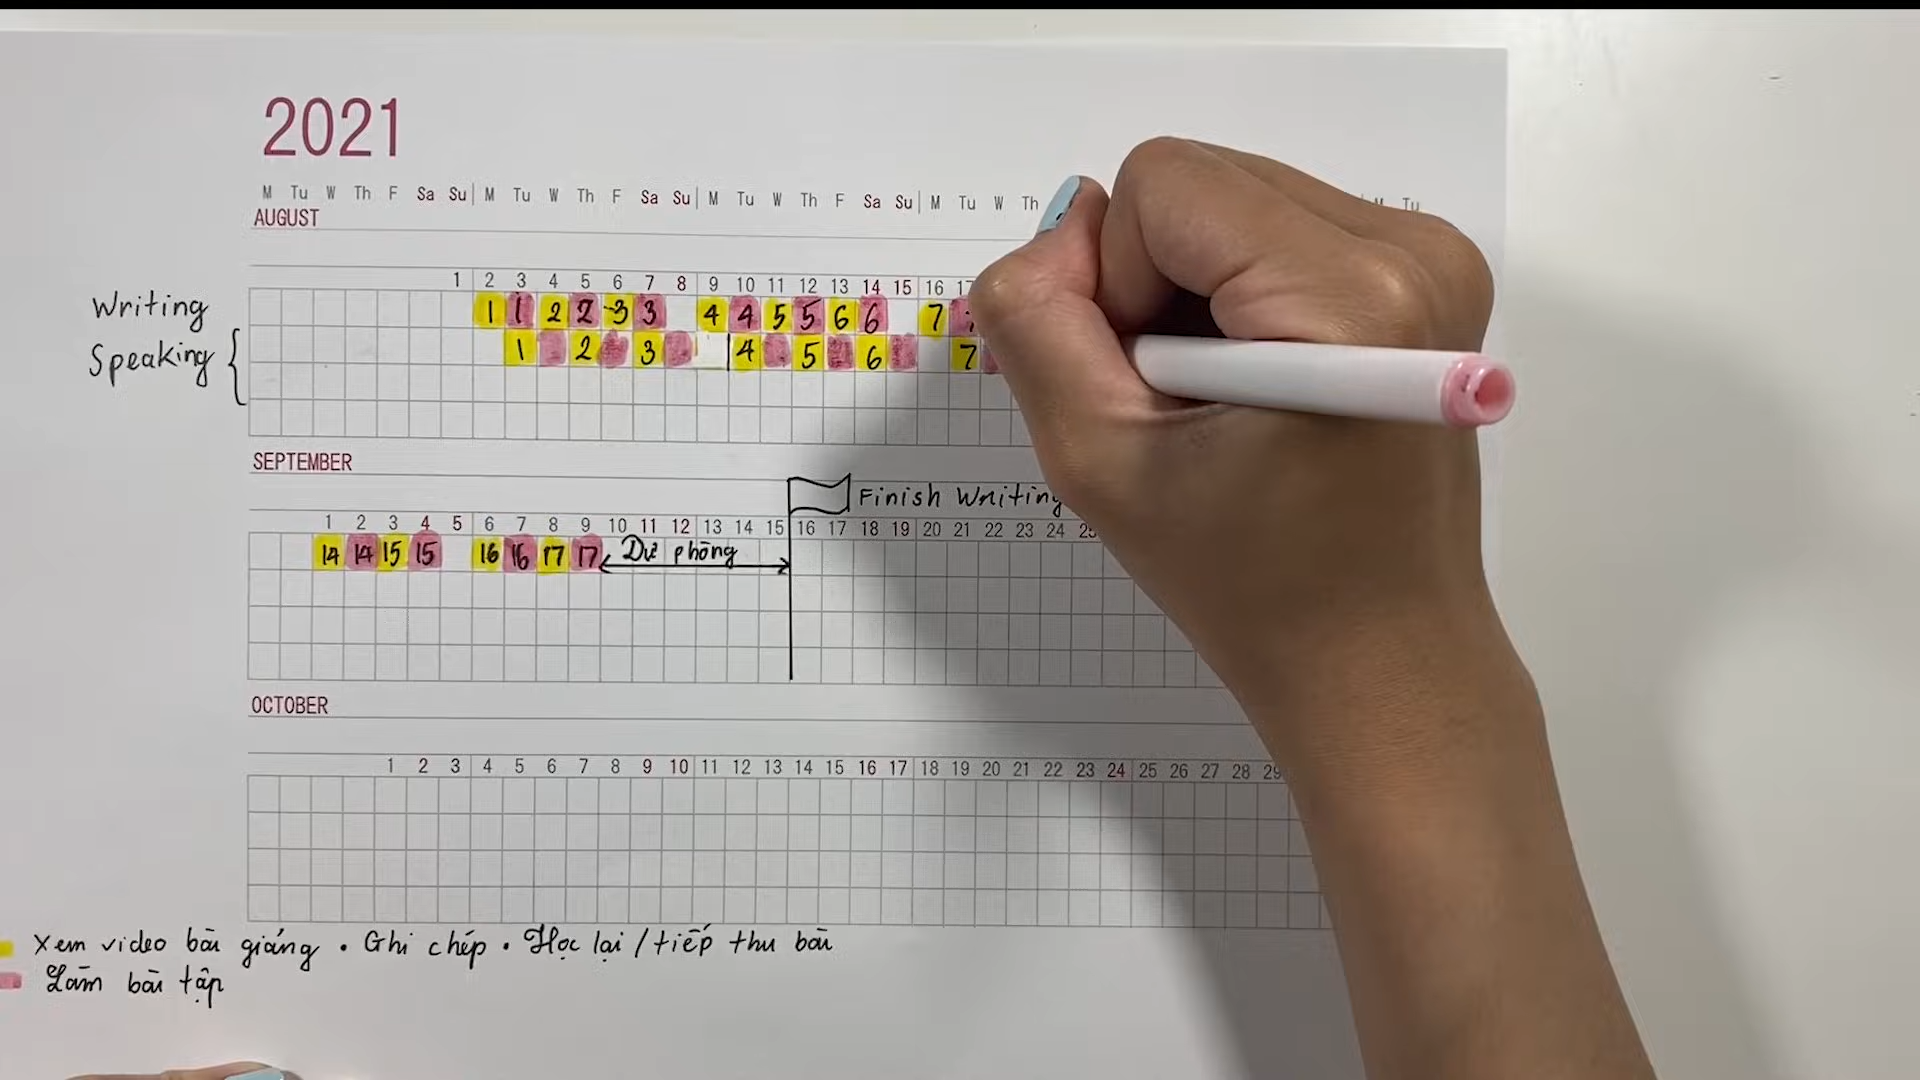 2021
M Tu W Th F Sa Su M Tu W Th F Sa Su M Tu W Th F Sa Su M Tu W Th M Tu
AUGUST
1 2 3 4 5 6 7 8 9 10 11 12 13 14 15 16
Writing 1 1 2 2 3 3 4 4 5 5 6 6 7
Speaking 1 2 3 4 5 6 7
SEPTEMBER
Finish Writing
1 2 3 4 5 6 7 8 9 10 11 12 13 14 15 16 17 18 19 20 21 22 23 24
14 14 15 15 16 16 17 17 Dự phòng
OCTOBER
1 2 3 4 5 6 7 8 9 10 11 12 13 14 15 16 17 18 19 20 21 22 23 24 25 26 27 28 29
Xem video bài giảng • Ghi chép • Học lại / tiếp thu bài
Làm bài tập